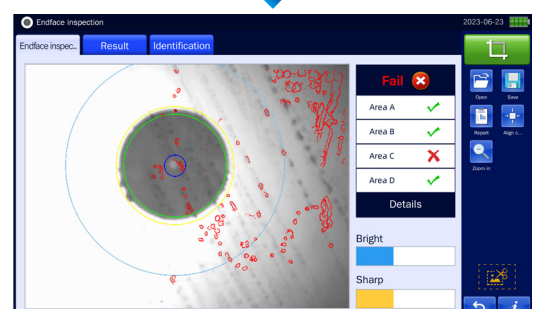 Endface inspection
2023-06-23
Endface inspec..
Result
Identification
Fail
Area A
Area B
Area C
Area D
Details
Bright
Sharp
Open
Save
Report
Align c...
Zoom in